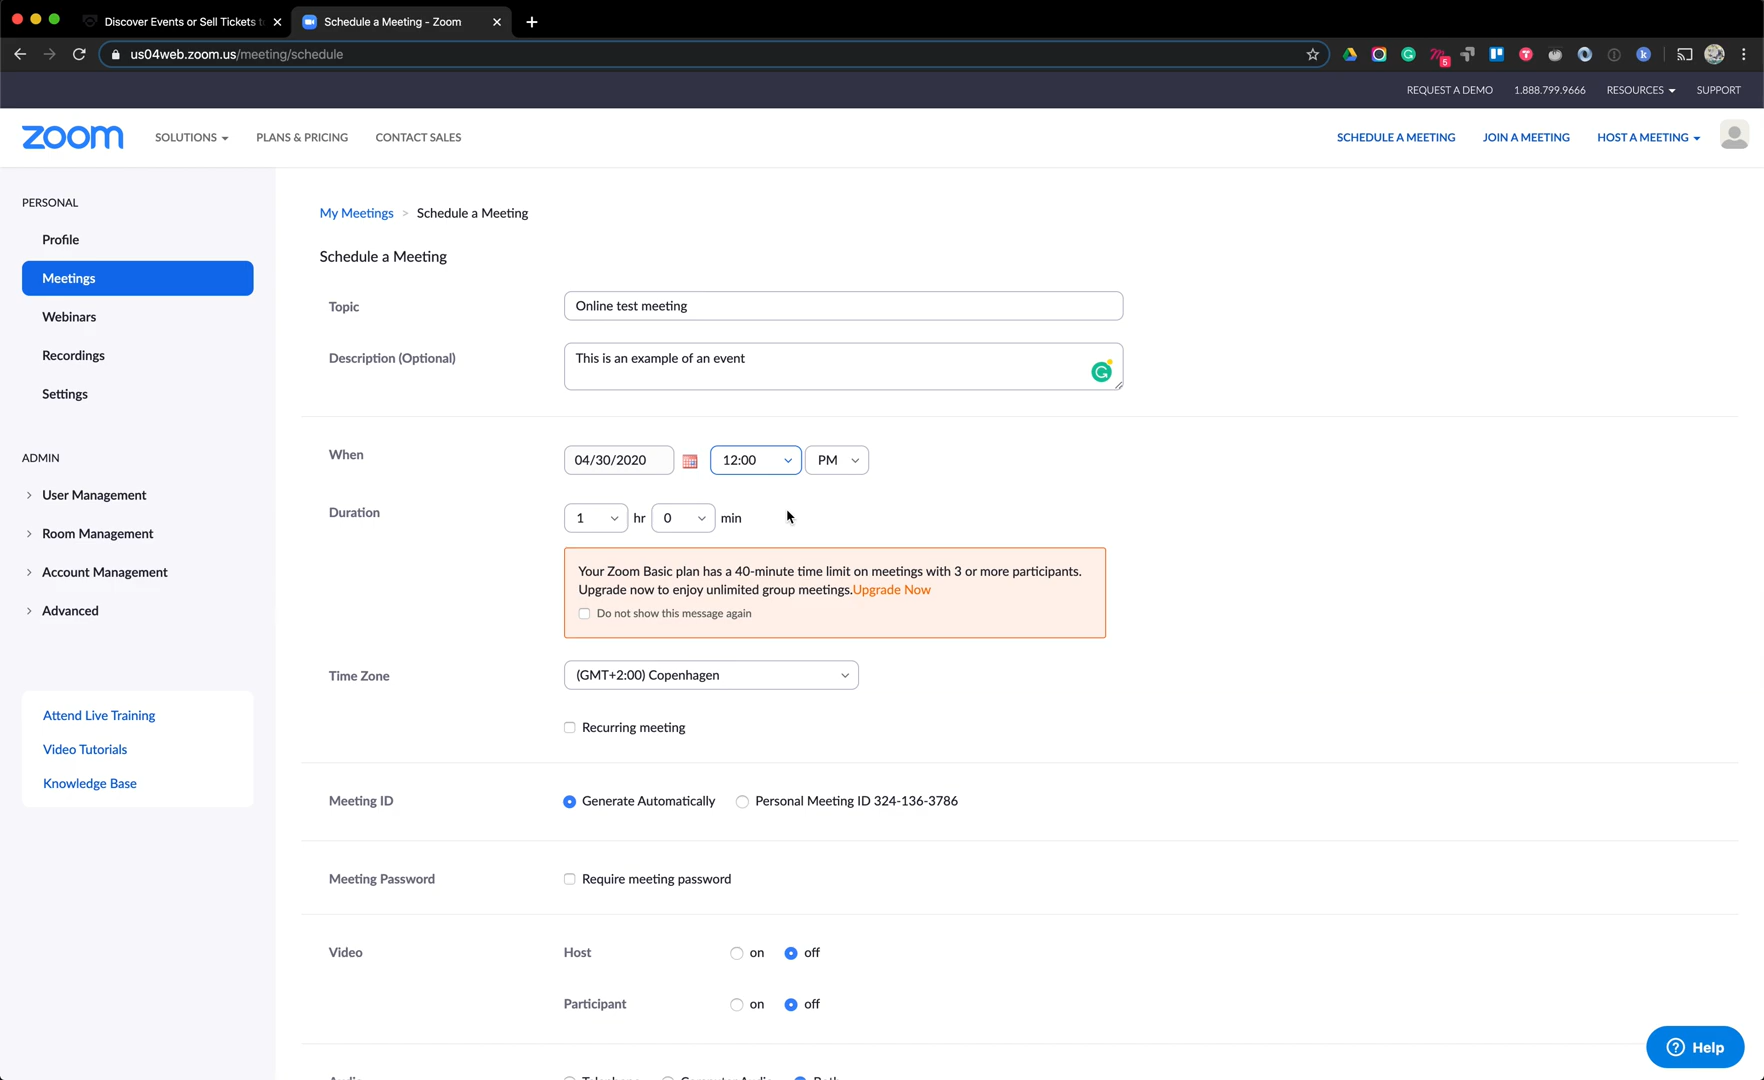 Discover Events or Sell Tickets t
Schedule a Meeting - Zoom
us04web.zoom.us/meeting/schedule
5
k
REQUEST A DEMO
1.888.799.9666
RESOURCES
SUPPORT
zoom
SOLUTIONS
PLANS & PRICING
CONTACT SALES
SCHEDULE A MEETING
JOIN A MEETING
HOST A MEETING
PERSONAL
Profile
Meetings
Webinars
Recordings
Settings
ADMIN
User Management
Room Management
Account Management
Advanced
Attend Live Training
Video Tutorials
Knowledge Base
My Meetings > Schedule a Meeting
Schedule a Meeting
Topic
Online test meeting
Description (Optional)
This is an example of an event
When
04/30/2020
12:00
PM
Duration
1 hr 0 min
Your Zoom Basic plan has a 40-minute time limit on meetings with 3 or more participants.
Upgrade now to enjoy unlimited group meetings.Upgrade Now
Do not show this message again
Time Zone
(GMT+2:00) Copenhagen
Recurring meeting
Meeting ID
Generate Automatically
Personal Meeting ID 324-136-3786
Meeting Password
Require meeting password
Video
Host
on
off
Participant
on
off
Help